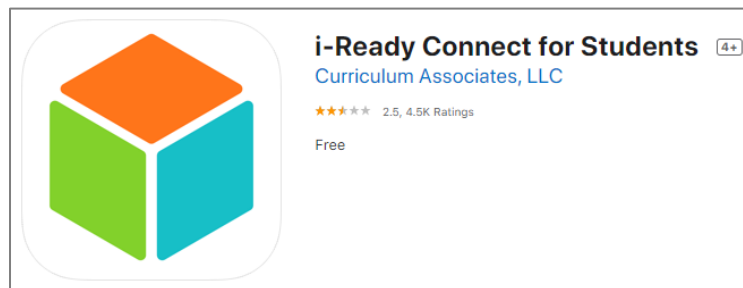 i-Ready Connect for Students 4+
Curriculum Associates, LLC
2.5, 4.5K Ratings
Free